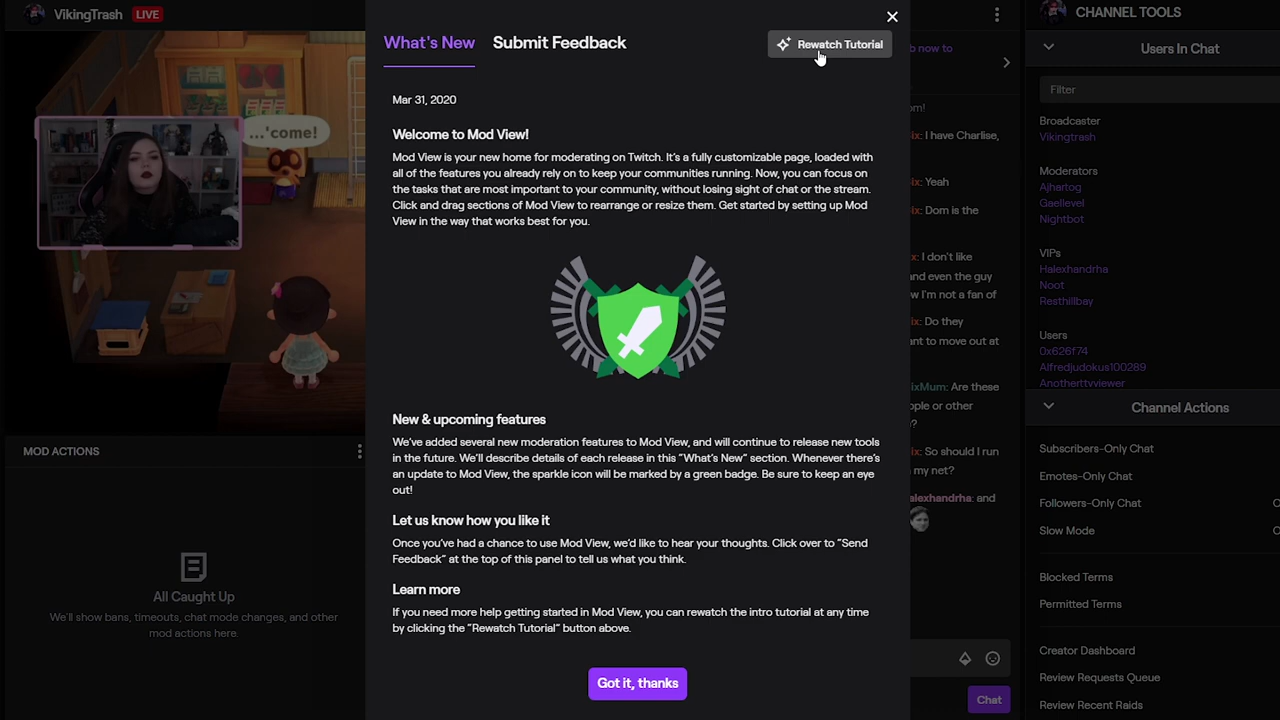 VikingTrash LIVE
...'come!
MOD ACTIONS
All Caught Up
We'll show bans, timeouts, chat mode changes, and other
mod actions here.
What's New
Submit Feedback
Rewatch Tutorial
Mar 31, 2020
Welcome to Mod View!
Mod View is your new home for moderating on Twitch. It's a fully customizable page, loaded with
all of the features you already rely on to keep your communities running. Now, you can focus on
the tasks that are most important to your community, without losing sight of chat or the stream.
Click and drag sections of Mod View to rearrange or resize them. Get started by setting up Mod
View in the way that works best for you.
New & upcoming features
We've added several new moderation features to Mod View, and will continue to release new tools
in the future. We'll describe details of each release in this "What's New" section. Whenever there's
an update to Mod View, the sparkle icon will be marked by a green badge. Be sure to keep an eye
out!
Let us know how you like it
Once you've had a chance to use Mod View, we'd like to hear your thoughts. Click over to "Send
Feedback" at the top of this panel to tell us what you think.
Learn more
If you need more help getting started in Mod View, you can rewatch the intro tutorial at any time
by clicking the "Rewatch Tutorial" button above.
Got it, thanks
b now to
om!
ix: I have Charlise,
ix: Yeah
ix: Dom is the
x: I don't like
nd even the guy
w I'm not a fan of
ix: Do they
ant to move out at
ixMum: Are these
ople or other
?
ix: So should I run
my net?
alexhandrha: and
Chat
CHANNEL TOOLS
Users In Chat
Filter
Broadcaster
Vikingtrash
Moderators
Ajhartog
Gaellevel
Nightbot
VIPs
Halexhandrha
Noot
Resthillbay
Users
0x626f74
Alfredjudokus100289
Anotherttvviewer
Channel Actions
Subscribers-Only Chat
Emotes-Only Chat
Followers-Only Chat
Slow Mode
Blocked Terms
Permitted Terms
Creator Dashboard
Review Requests Queue
Review Recent Raids